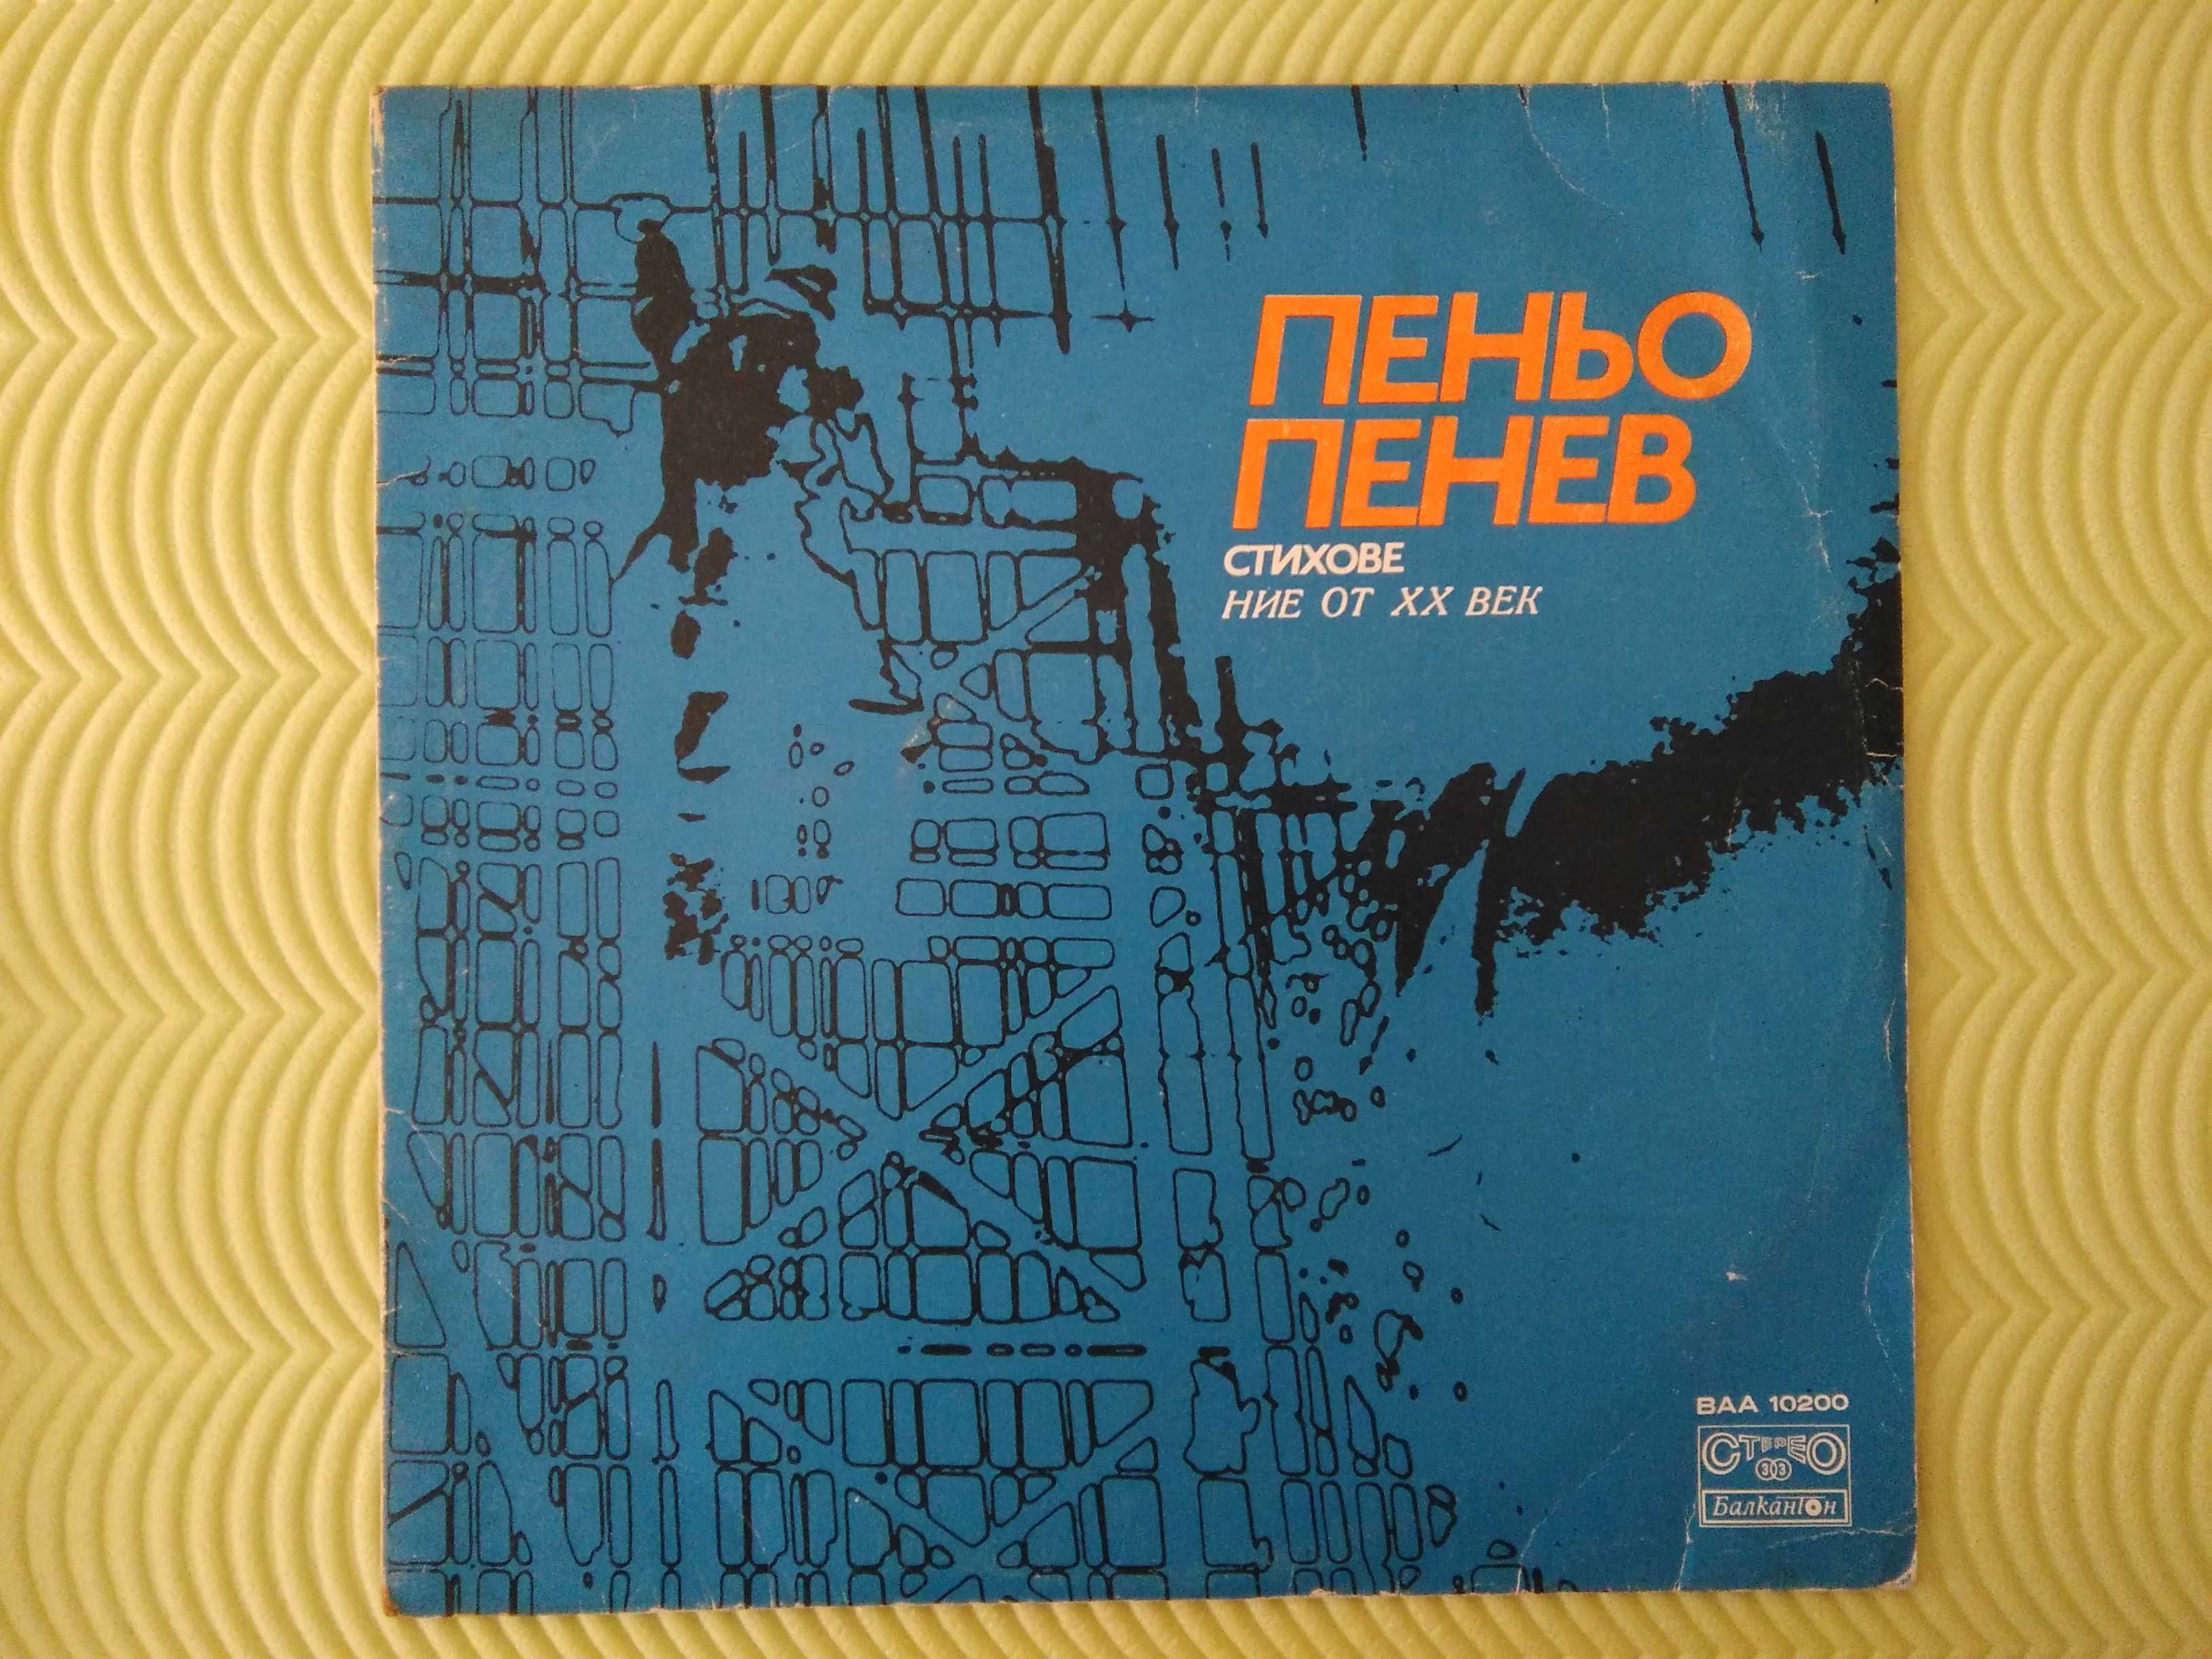 ПЕНЬО
ПЕНЕВ
СТИХОВЕ
НИЕ ОТ XX ВЕК
ВАА 10200
СТЕРЕО
33
Балкантон